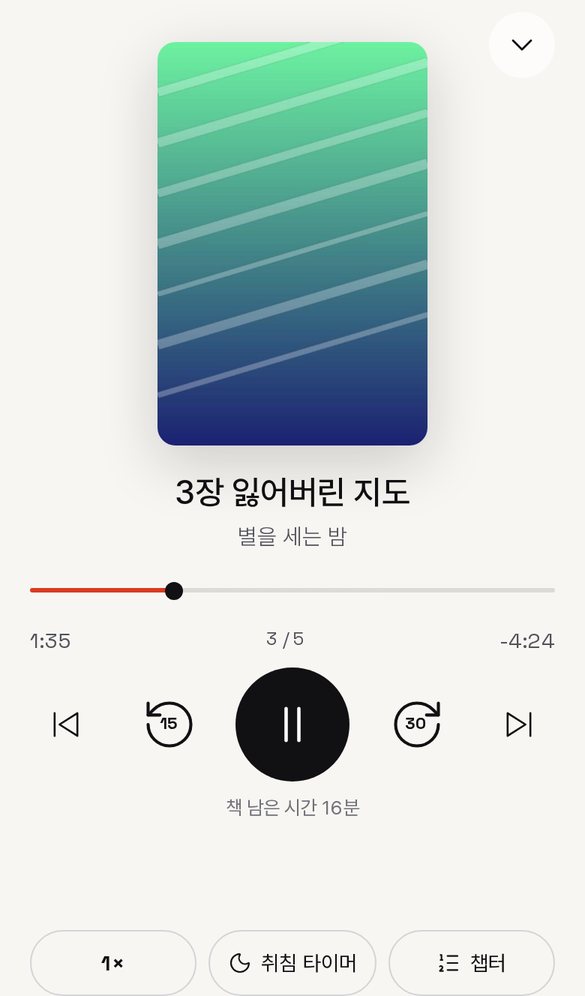 3장 잃어버린 지도
별을 세는 밤
1:35
3 / 5
-4:24
15
30
책 남은 시간 16분
1×
취침 타이머
챕터